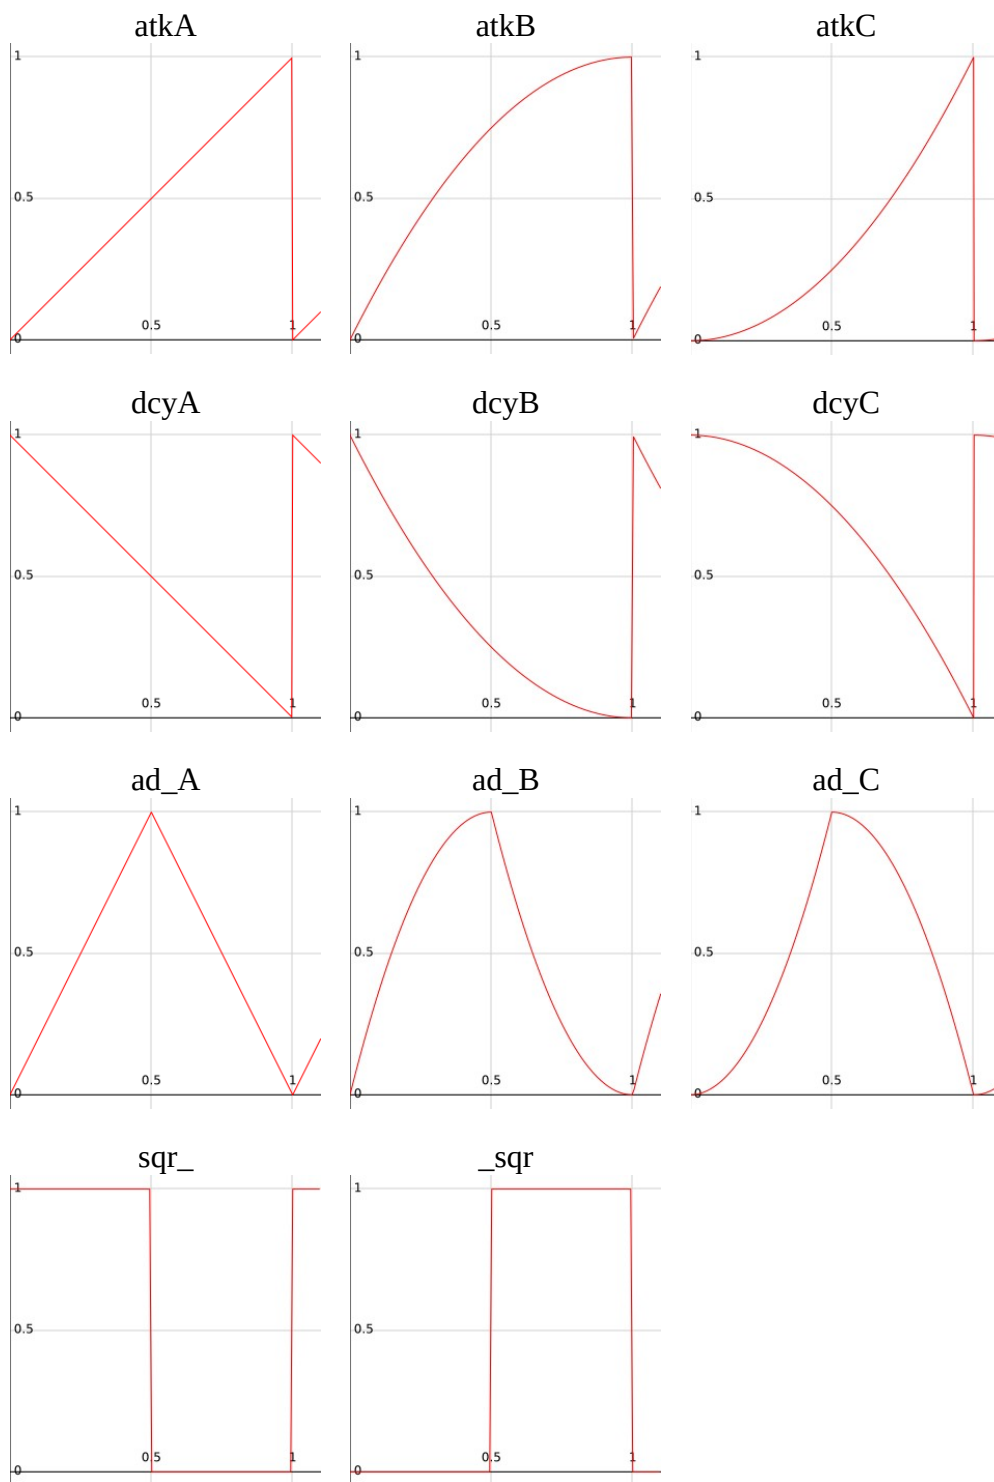 atkA atkB atkC
1 1 1
0.5 0.5 0.5
0.5 1 0.5 1 0.5 1
0 0 0
dcyA dcyB dcyC
1 1 1
0.5 0.5 0.5
0.5 1 0.5 1 0.5 1
0 0 0
ad_A ad_B ad_C
1 1 1
0.5 0.5 0.5
0.5 1 0.5 1 0.5 1
0 0 0
sqr_ _sqr
1 1
0.5 0.5
0.5 1 0.5 1
0 0